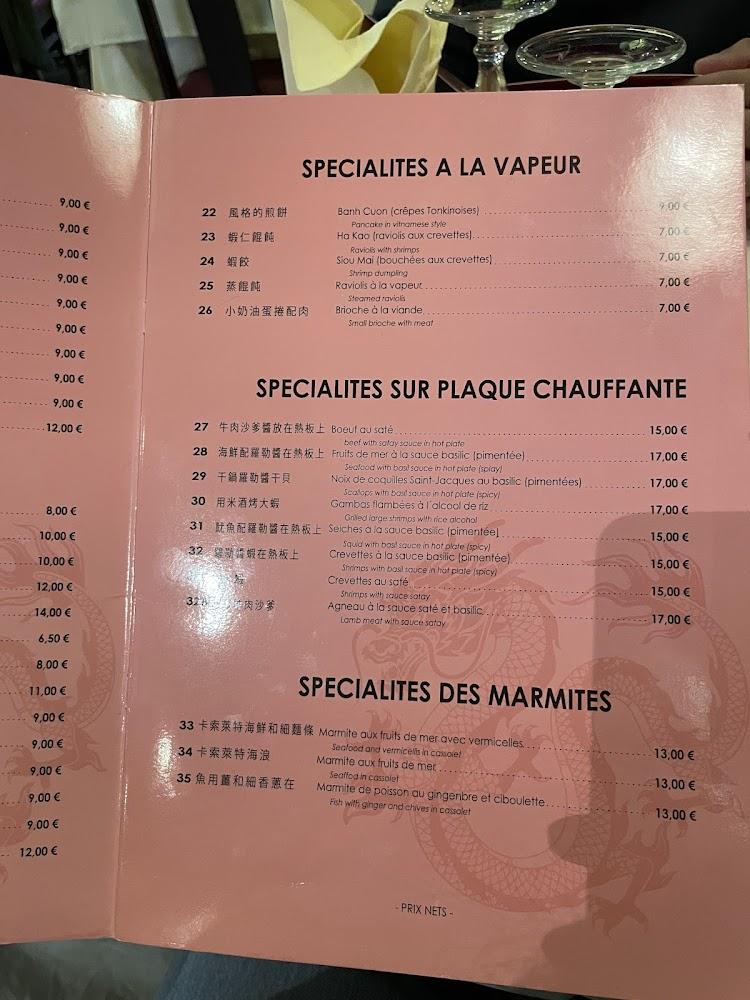 9,00 €
9,00 €
9,00 €
9,00 €
9,00 €
9,00 €
9,00 €
9,00 €
9,00 €
12,00 €
8,00 €
10,00 €
10,00 €
12,00 €
14,00 €
6,50 €
8,00 €
11,00 €
9,00 €
9,00 €
9,00 €
9,00 €
9,00 €
12,00 €
SPECIALITES A LA VAPEUR
22 風格的煎餅 Banh Cuon (crêpes Tonkinoises) 9,00 €
Pancake in vitnamese style
23 蝦仁餛飩 Ha Kao (raviolis aux crevettes) 7,00 €
Raviolis with shrimps
24 蝦餃 Siou Mai (bouchées aux crevettes) 7,00 €
Shrimp dumpling
25 蒸餛飩 Raviolis à la vapeur 7,00 €
Steamed raviolis
26 小奶油蛋捲配肉 Brioche à la viande 7,00 €
Small brioche with meat
SPECIALITES SUR PLAQUE CHAUFFANTE
27 牛肉沙爹醬放在熱板上 Boeuf au saté 15,00 €
beef with satay sauce in hot plate
28 海鮮配羅勒醬在熱板上 Fruits de mer à la sauce basilic (pimentée) 17,00 €
Seafood with basil sauce in hot plate (spiay)
29 干鍋羅勒醬干貝 Noix de coquilles Saint-Jacques au basilic (pimentées) 17,00 €
Scallops with basil sauce in hot plate (spicy)
30 用米酒烤大蝦 Gambas flambées à l'alcool de riz 17,00 €
Grilled large shrimps with rice alcohol
31 魷魚配羅勒醬在熱板上 Seiches à la sauce basilic (pimentée) 15,00 €
Squid with basil sauce in hot plate (spicy)
32 羅勒醬蝦在熱板上 Crevettes à la sauce basilic (pimentée) 15,00 €
Shrimps with basil sauce in hot plate (spicy)
Crevettes au saté 15,00 €
Shrimps with sauce satay
肉沙爹 Agneau à la sauce saté et basilic 17,00 €
Lamb meat with sauce satay
SPECIALITES DES MARMITES
33 卡索萊特海鮮和細麵條 Marmite aux fruits de mer avec vermicelles 13,00 €
Seafood and vermicells in cassolet
34 卡索萊特海浪 Marmite aux fruits de mer 13,00 €
Seaffod in cassolet
35 魚用薑和細香蔥在 Marmite de poisson au gingenbre et ciboulette 13,00 €
Fish with ginger and chives in cassolet
- PRIX NETS -